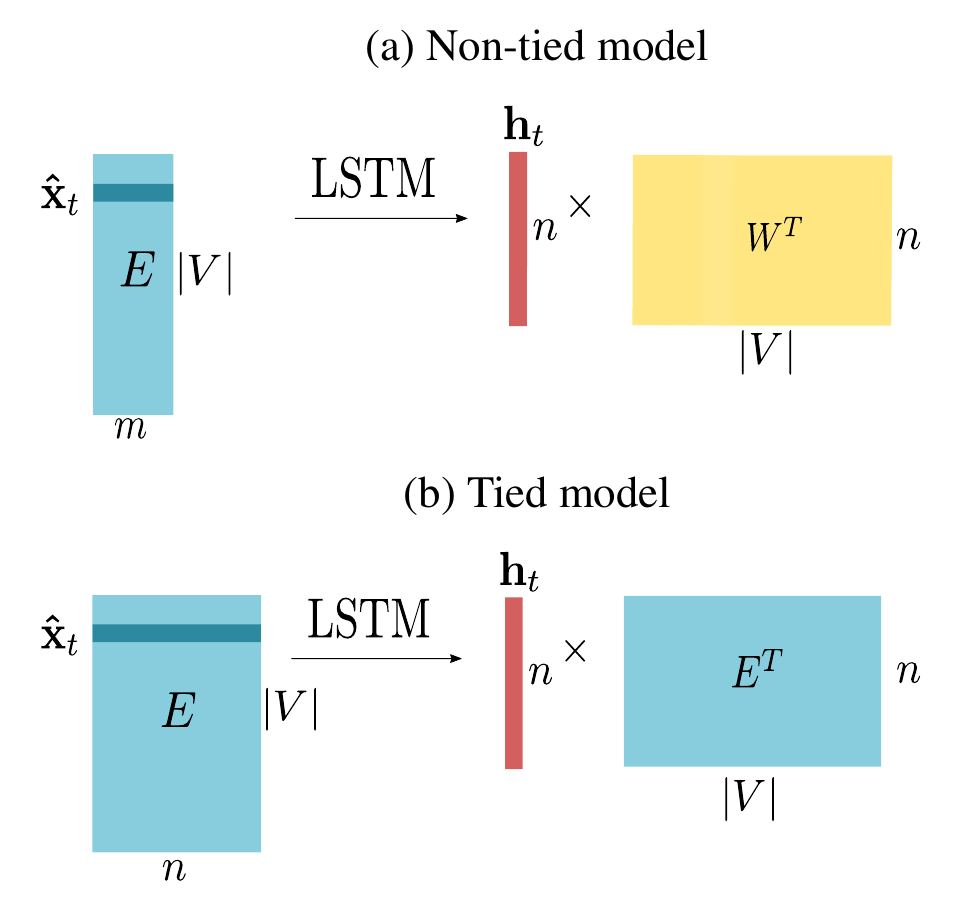 (a) Non-tied model
h_t
LSTM
x̂_t
n × W^T n
E |V|
|V|
m
(b) Tied model
h_t
LSTM
x̂_t
n × E^T n
E |V|
|V|
n